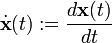 ẋ(t) := dx(t)/dt